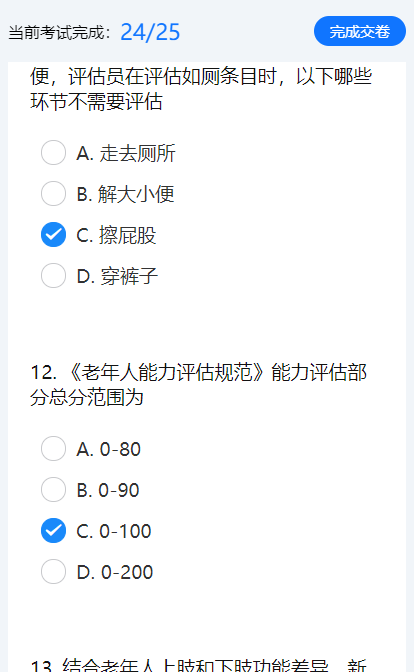 当前考试完成：24/25 完成交卷
便，评估员在评估如厕条目时，以下哪些
环节不需要评估
A. 走去厕所
B. 解大小便
C. 擦屁股
D. 穿裤子
12. 《老年人能力评估规范》能力评估部
分总分范围为
A. 0-80
B. 0-90
C. 0-100
D. 0-200
13. 结合老年人上肢和下肢功能差异，新